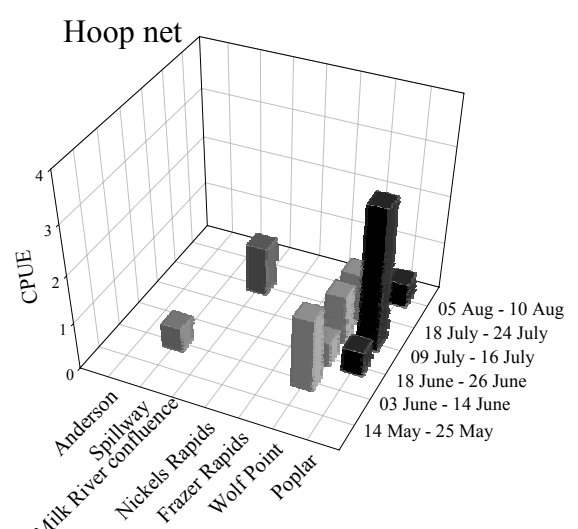 Hoop net
4
3
2
1
0
CPUE
Anderson
Spillway
Milk River confluence
Nickels Rapids
Frazer Rapids
Wolf Point
Poplar
05 Aug - 10 Aug
18 July - 24 July
09 July - 16 July
18 June - 26 June
03 June - 14 June
14 May - 25 May